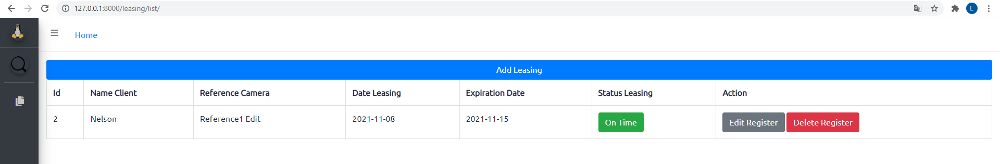 127.0.0.1:8000/leasing/list/
L
Home
Add Leasing
Id Name Client Reference Camera Date Leasing Expiration Date Status Leasing Action
2 Nelson Reference1 Edit 2021-11-08 2021-11-15 On Time Edit Register Delete Register